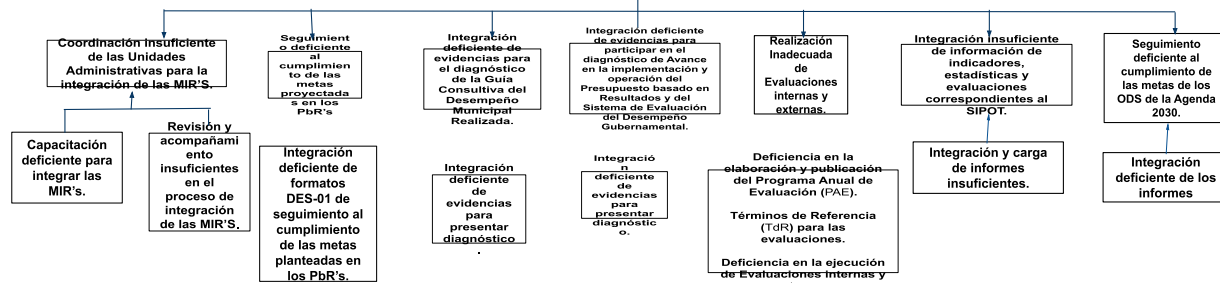 Coordinación insuficiente
de las Unidades
Administrativas para la
integración de las MIR'S.
Seguimient
o deficiente
al
cumplimien
to de las
metas
proyectada
s en los
PbR's
Integración
deficiente de
evidencias para
el diagnóstico
de la Guía
Consultiva del
Desempeño
Municipal
Realizada.
Integración deficiente
de evidencias para
participar en el
diagnóstico de Avance
en la implementación y
operación del
Presupuesto basado en
Resultados y del
Sistema de Evaluación
del Desempeño
Gubernamental.
Realización
Inadecuada
de
Evaluaciones
internas y
externas.
Integración insuficiente
de información de
indicadores,
estadísticas y
evaluaciones
correspondientes al
SIPOT.
Seguimiento
deficiente al
cumplimiento de
las metas de los
ODS de la Agenda
2030.
Capacitación
deficiente para
integrar las
MIR's.
Revisión y
acompañami
ento
insuficientes
en el
proceso de
integración
de las MIR'S.
Integración
deficiente de
formatos
DES-01 de
seguimiento al
cumplimiento
de las metas
planteadas en
los PbR's.
Integración
deficiente
de
evidencias
para
presentar
diagnóstico
.
Integració
n
deficiente
de
evidencias
para
presentar
diagnóstic
o.
Deficiencia en la
elaboración y publicación
del Programa Anual de
Evaluación (PAE).
Términos de Referencia
(TdR) para las
evaluaciones.
Deficiencia en la ejecución
de Evaluaciones Internas y
Integración y carga
de informes
insuficientes.
Integración
deficiente de los
informes